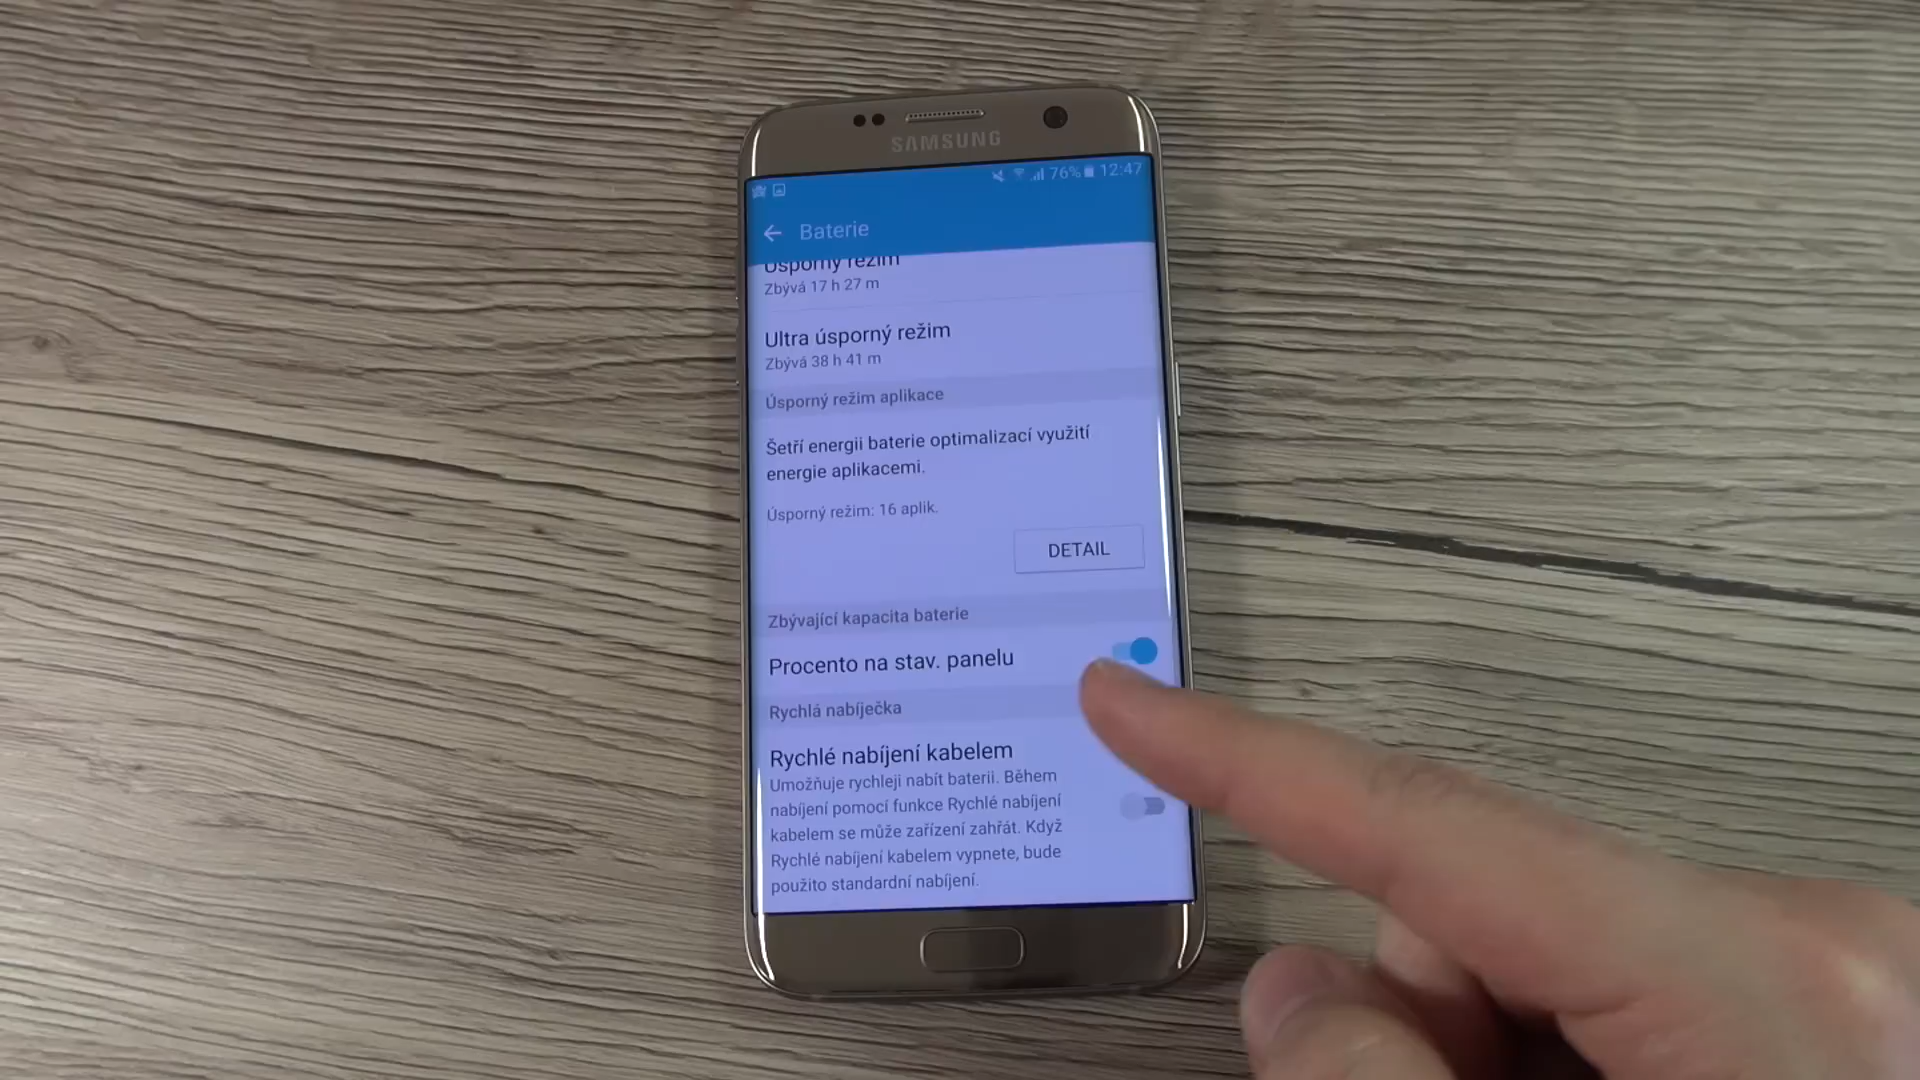 SAMSUNG
76% 12:47
Baterie
Úsporný režim
Zbývá 17 h 27 m
Ultra úsporný režim
Zbývá 38 h 41 m
Úsporný režim aplikace
Šetří energii baterie optimalizací využití
energie aplikacemi.
Úsporný režim: 16 aplik.
DETAIL
Zbývající kapacita baterie
Procento na stav. panelu
Rychlá nabíječka
Rychlé nabíjení kabelem
Umožňuje rychleji nabít baterii. Během
nabíjení pomocí funkce Rychlé nabíjení
kabelem se může zařízení zahřát. Když
Rychlé nabíjení kabelem vypnete, bude
použito standardní nabíjení.